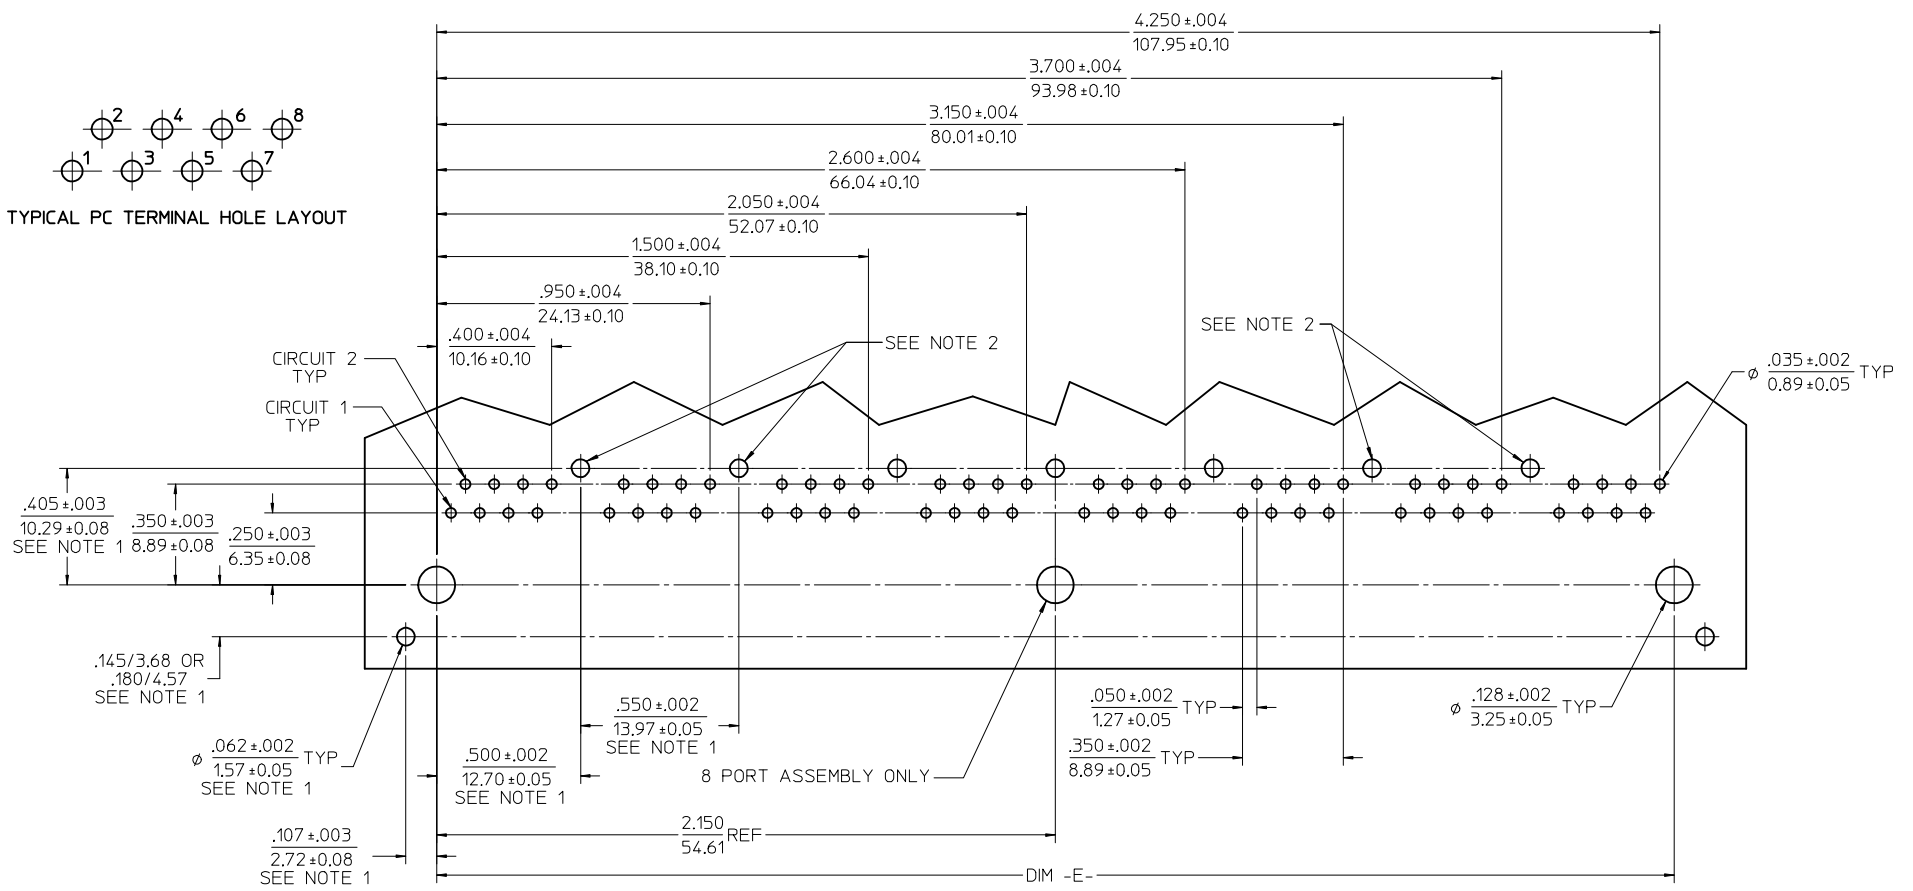 4.250±.004
107.95±0.10
3.700±.004
93.98±0.10
3.150±.004
80.01±0.10
2.600±.004
66.04±0.10
2.050±.004
52.07±0.10
1.500±.004
38.10±0.10
.950±.004
24.13±0.10
.400±.004
10.16±0.10
2 4 6 8
1 3 5 7
TYPICAL PC TERMINAL HOLE LAYOUT
SEE NOTE 2
SEE NOTE 2
CIRCUIT 2
TYP
CIRCUIT 1
TYP
⌀ .035±.002 TYP
0.89±0.05
.405±.003
10.29±0.08
SEE NOTE 1
.350±.003
8.89±0.08
.250±.003
6.35±0.08
.145/3.68 OR
.180/4.57
SEE NOTE 1
⌀ .062±.002 TYP
1.57±0.05
SEE NOTE 1
.107±.003
2.72±0.08
SEE NOTE 1
.550±.002
13.97±0.05
SEE NOTE 1
.500±.002
12.70±0.05
SEE NOTE 1
8 PORT ASSEMBLY ONLY
.050±.002 TYP
1.27±0.05
.350±.002 TYP
8.89±0.05
⌀ .128±.002 TYP
3.25±0.05
2.150 REF
54.61
DIM -E-